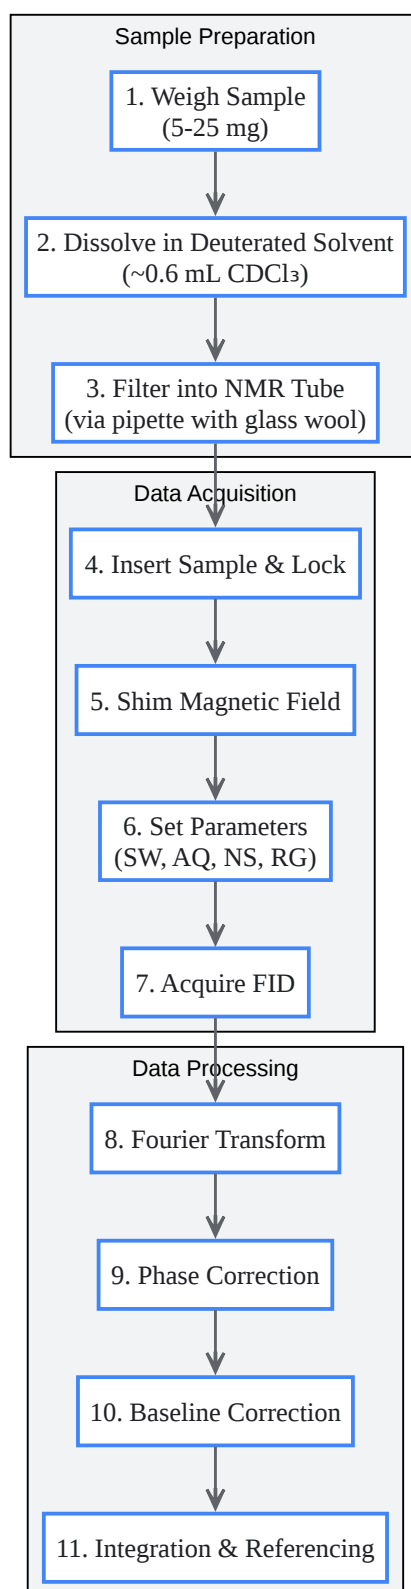 Sample Preparation
1. Weigh Sample
(5-25 mg)
2. Dissolve in Deuterated Solvent
(~0.6 mL CDCl₃)
3. Filter into NMR Tube
(via pipette with glass wool)
Data Acquisition
4. Insert Sample & Lock
5. Shim Magnetic Field
6. Set Parameters
(SW, AQ, NS, RG)
7. Acquire FID
Data Processing
8. Fourier Transform
9. Phase Correction
10. Baseline Correction
11. Integration & Referencing